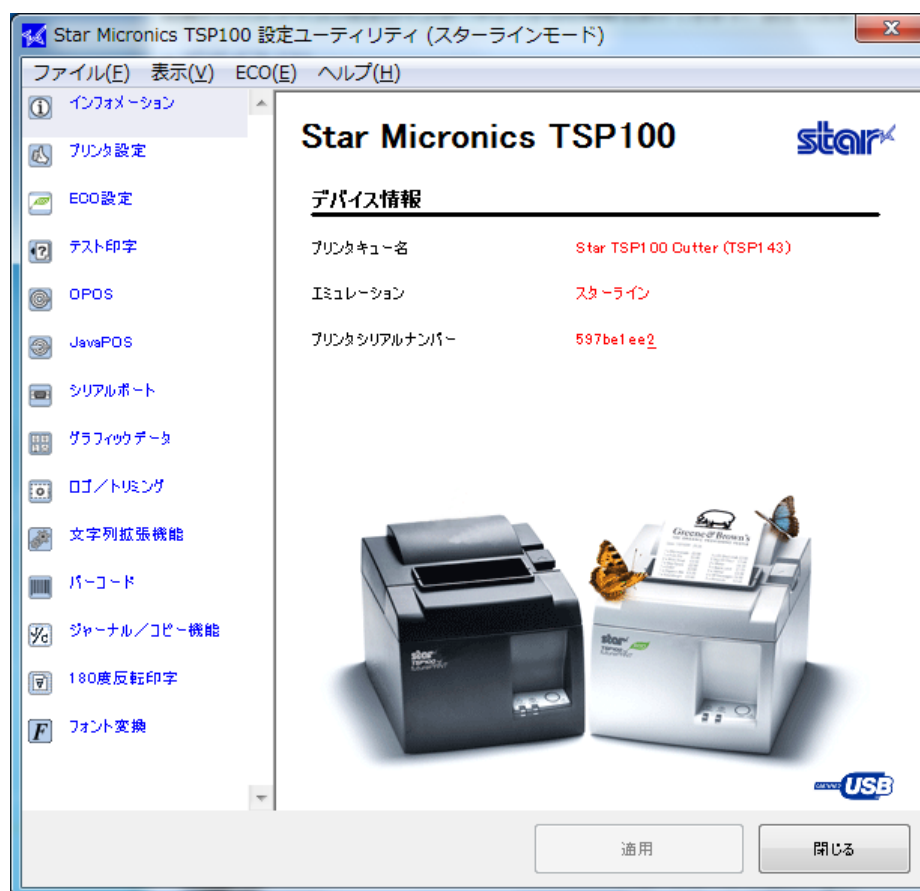 Star Micronics TSP100 設定ユーティリティ (スターラインモード)
ファイル(F) 表示(V) ECO(E) ヘルプ(H)
インフォメーション
プリンタ設定
ECO設定
テスト印字
OPOS
JavaPOS
シリアルポート
グラフィックデータ
ロゴ/トリミング
文字列拡張機能
バーコード
ジャーナル/コピー機能
180度反転印字
フォント変換
Star Micronics TSP100
star
デバイス情報
プリンタキュー名 Star TSP100 Cutter (TSP143)
エミュレーション スターライン
プリンタシリアルナンバー 597be1ee2
Greene & Brown's
star
TSP100
star
TSP100
USB
適用
閉じる